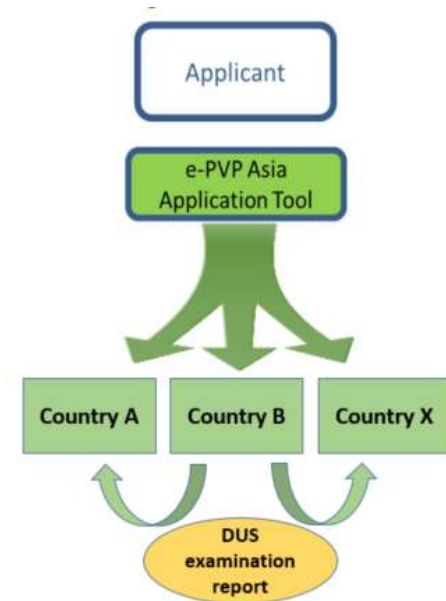 Applicant
e-PVP Asia
Application Tool
Country A
Country B
Country X
DUS
examination
report